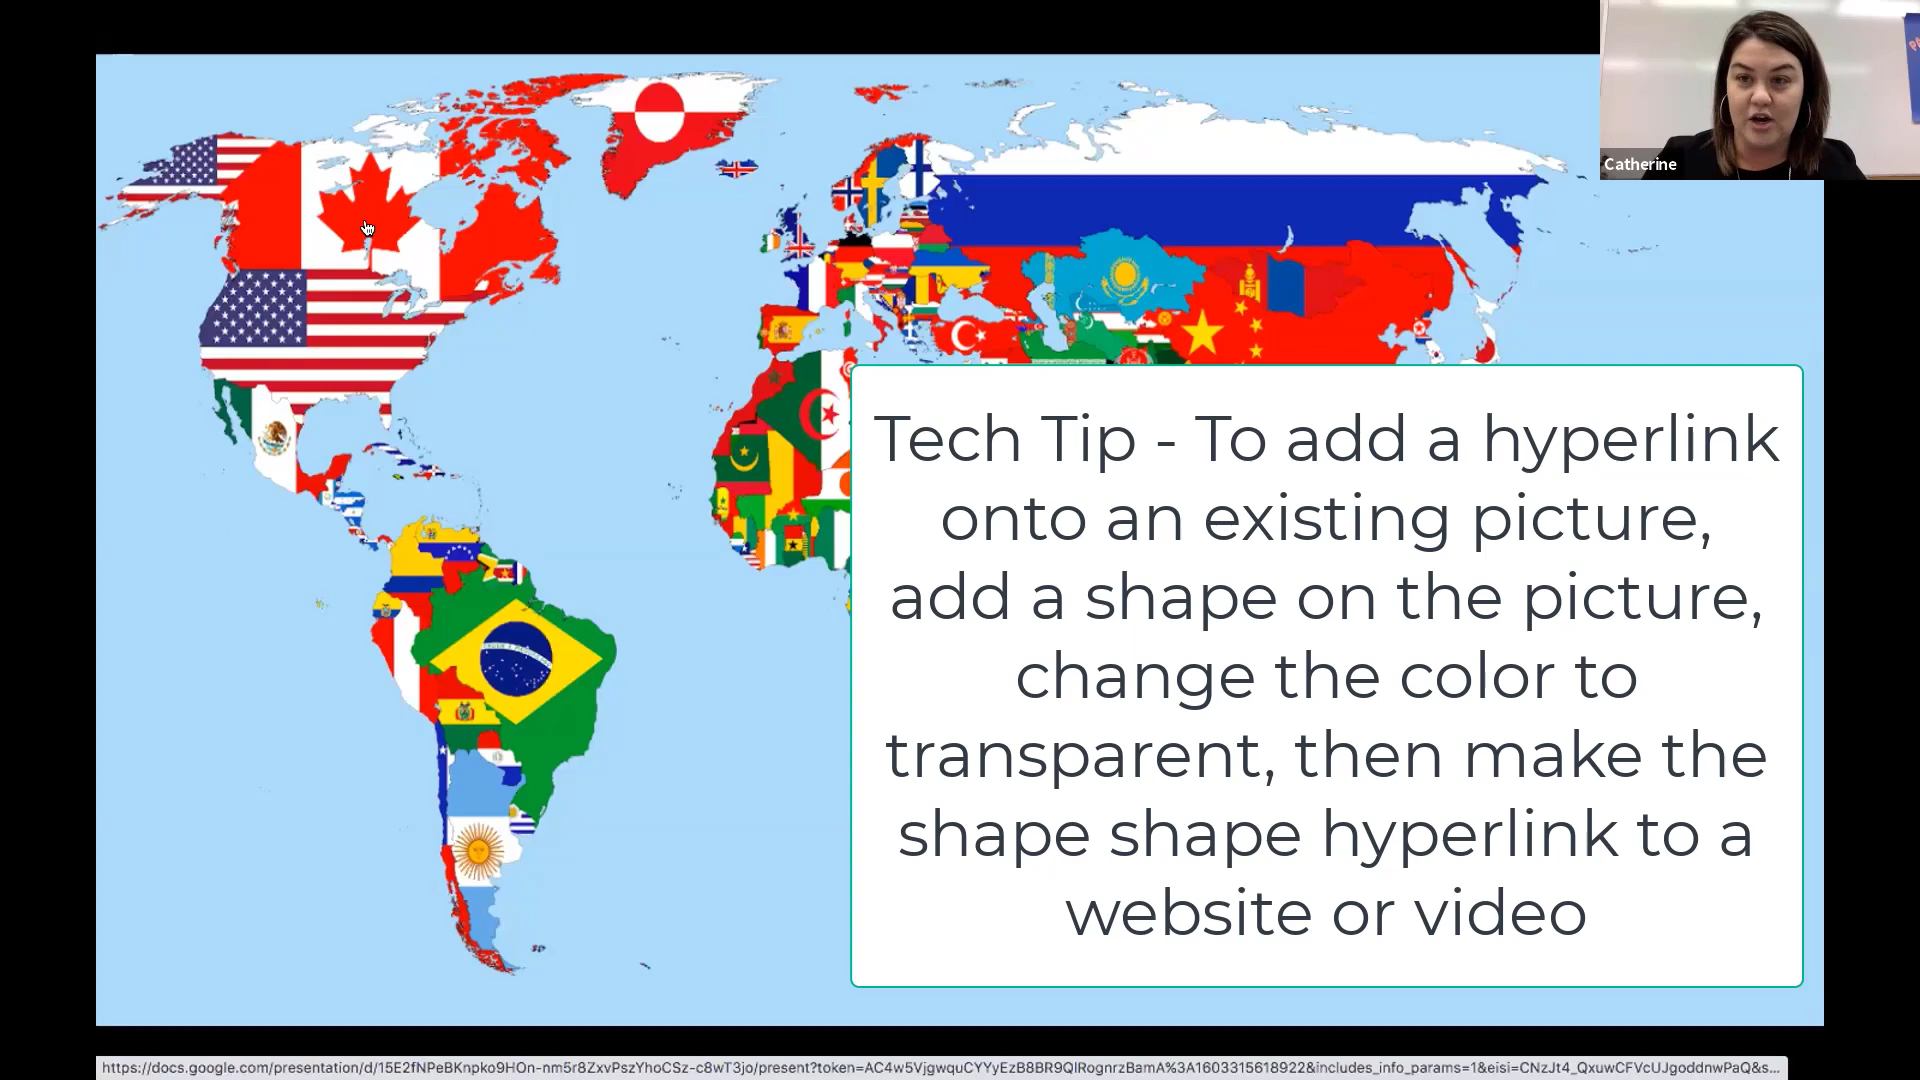 Catherine
Tech Tip - To add a hyperlink
onto an existing picture,
add a shape on the picture,
change the color to
transparent, then make the
shape shape hyperlink to a
website or video
https://docs.google.com/presentation/d/15E2fNPeBKnpko9HOn-nm5r8ZxvPszYhoCSz-c8wT3jo/present?token=AC4w5VjgwquCYYyEzB8BR9QlRognrzBamA%3A1603315618922&includes_info_params=1&eisi=CNzJt4_QxuwCFVcUJgoddnwPaQ&s...